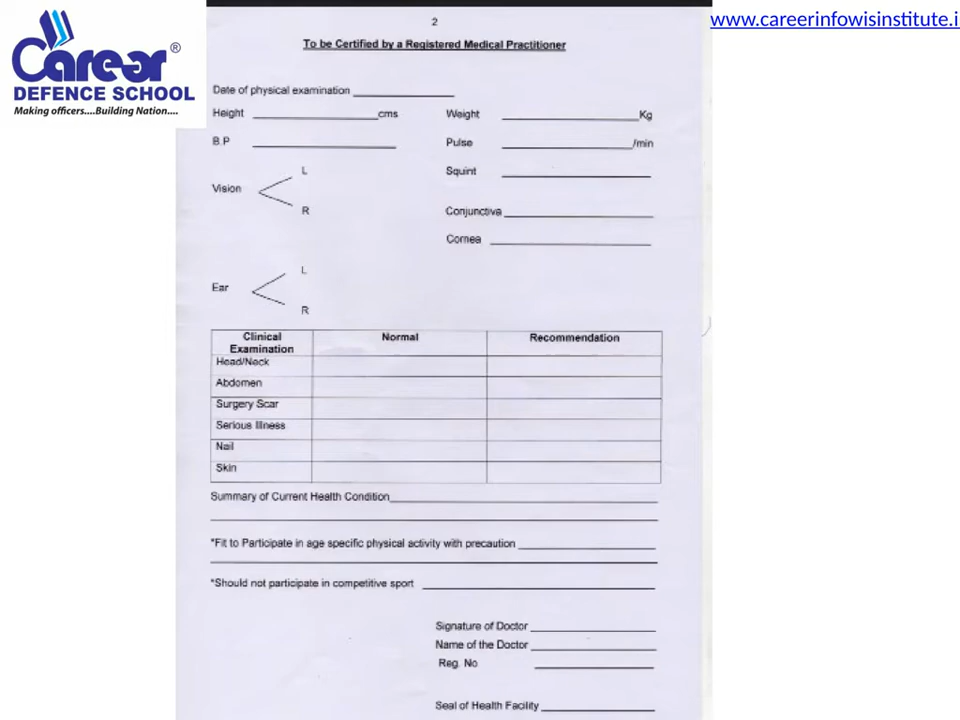 2
www.careerinfowisinstitute.i
Carear®
DEFENCE SCHOOL
Making officers....Building Nation....
To be Certified by a Registered Medical Practitioner
Date of physical examination
Height cms Weight Kg
B.P Pulse /min
L
Squint
Vision
R
Conjunctiva
Cornea
L
Ear
R
Clinical Examination Normal Recommendation
Head/Neck
Abdomen
Surgery Scar
Serious Illness
Nail
Skin
Summary of Current Health Condition
*Fit to Participate in age specific physical activity with precaution
*Should not participate in competitive sport
Signature of Doctor
Name of the Doctor
Reg. No
Seal of Health Facility